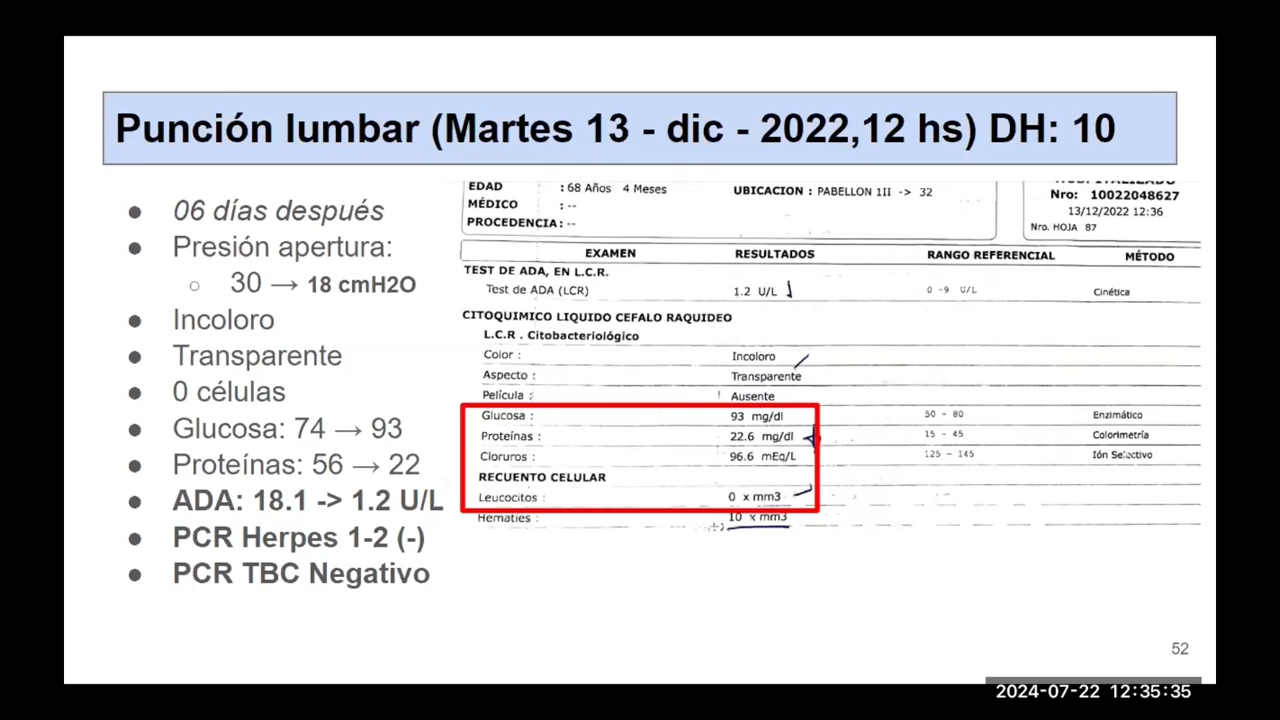 Punción lumbar (Martes 13 - dic - 2022,12 hs) DH: 10
● 06 días después
● Presión apertura:
○ 30 → 18 cmH2O
● Incoloro
● Transparente
● 0 células
● Glucosa: 74 → 93
● Proteínas: 56 → 22
● ADA: 18.1 -> 1.2 U/L
● PCR Herpes 1-2 (-)
● PCR TBC Negativo
EDAD : 68 Años 4 Meses UBICACION : PABELLON 1II -> 32
MÉDICO : --
PROCEDENCIA: --
Nro: 10022048627
13/12/2022 12:36
Nro. HOJA 87
EXAMEN RESULTADOS RANGO REFERENCIAL MÉTODO
TEST DE ADA, EN L.C.R.
Test de ADA (LCR) 1.2 U/L 0 -9 U/L Cinética
CITOQUIMICO LIQUIDO CEFALO RAQUIDEO
L.C.R . Citobacteriológico
Color : Incoloro
Aspecto : Transparente
Película : Ausente
Glucosa : 93 mg/dl 50 - 80 Enzimático
Proteínas : 22.6 mg/dl 15 - 45 Colorimetría
Cloruros : 96.6 mEq/L 125 - 145 Ión Selectivo
RECUENTO CELULAR
Leucocitos : 0 x mm3
Hematies : 10 x mm3
52
2024-07-22 12:35:35